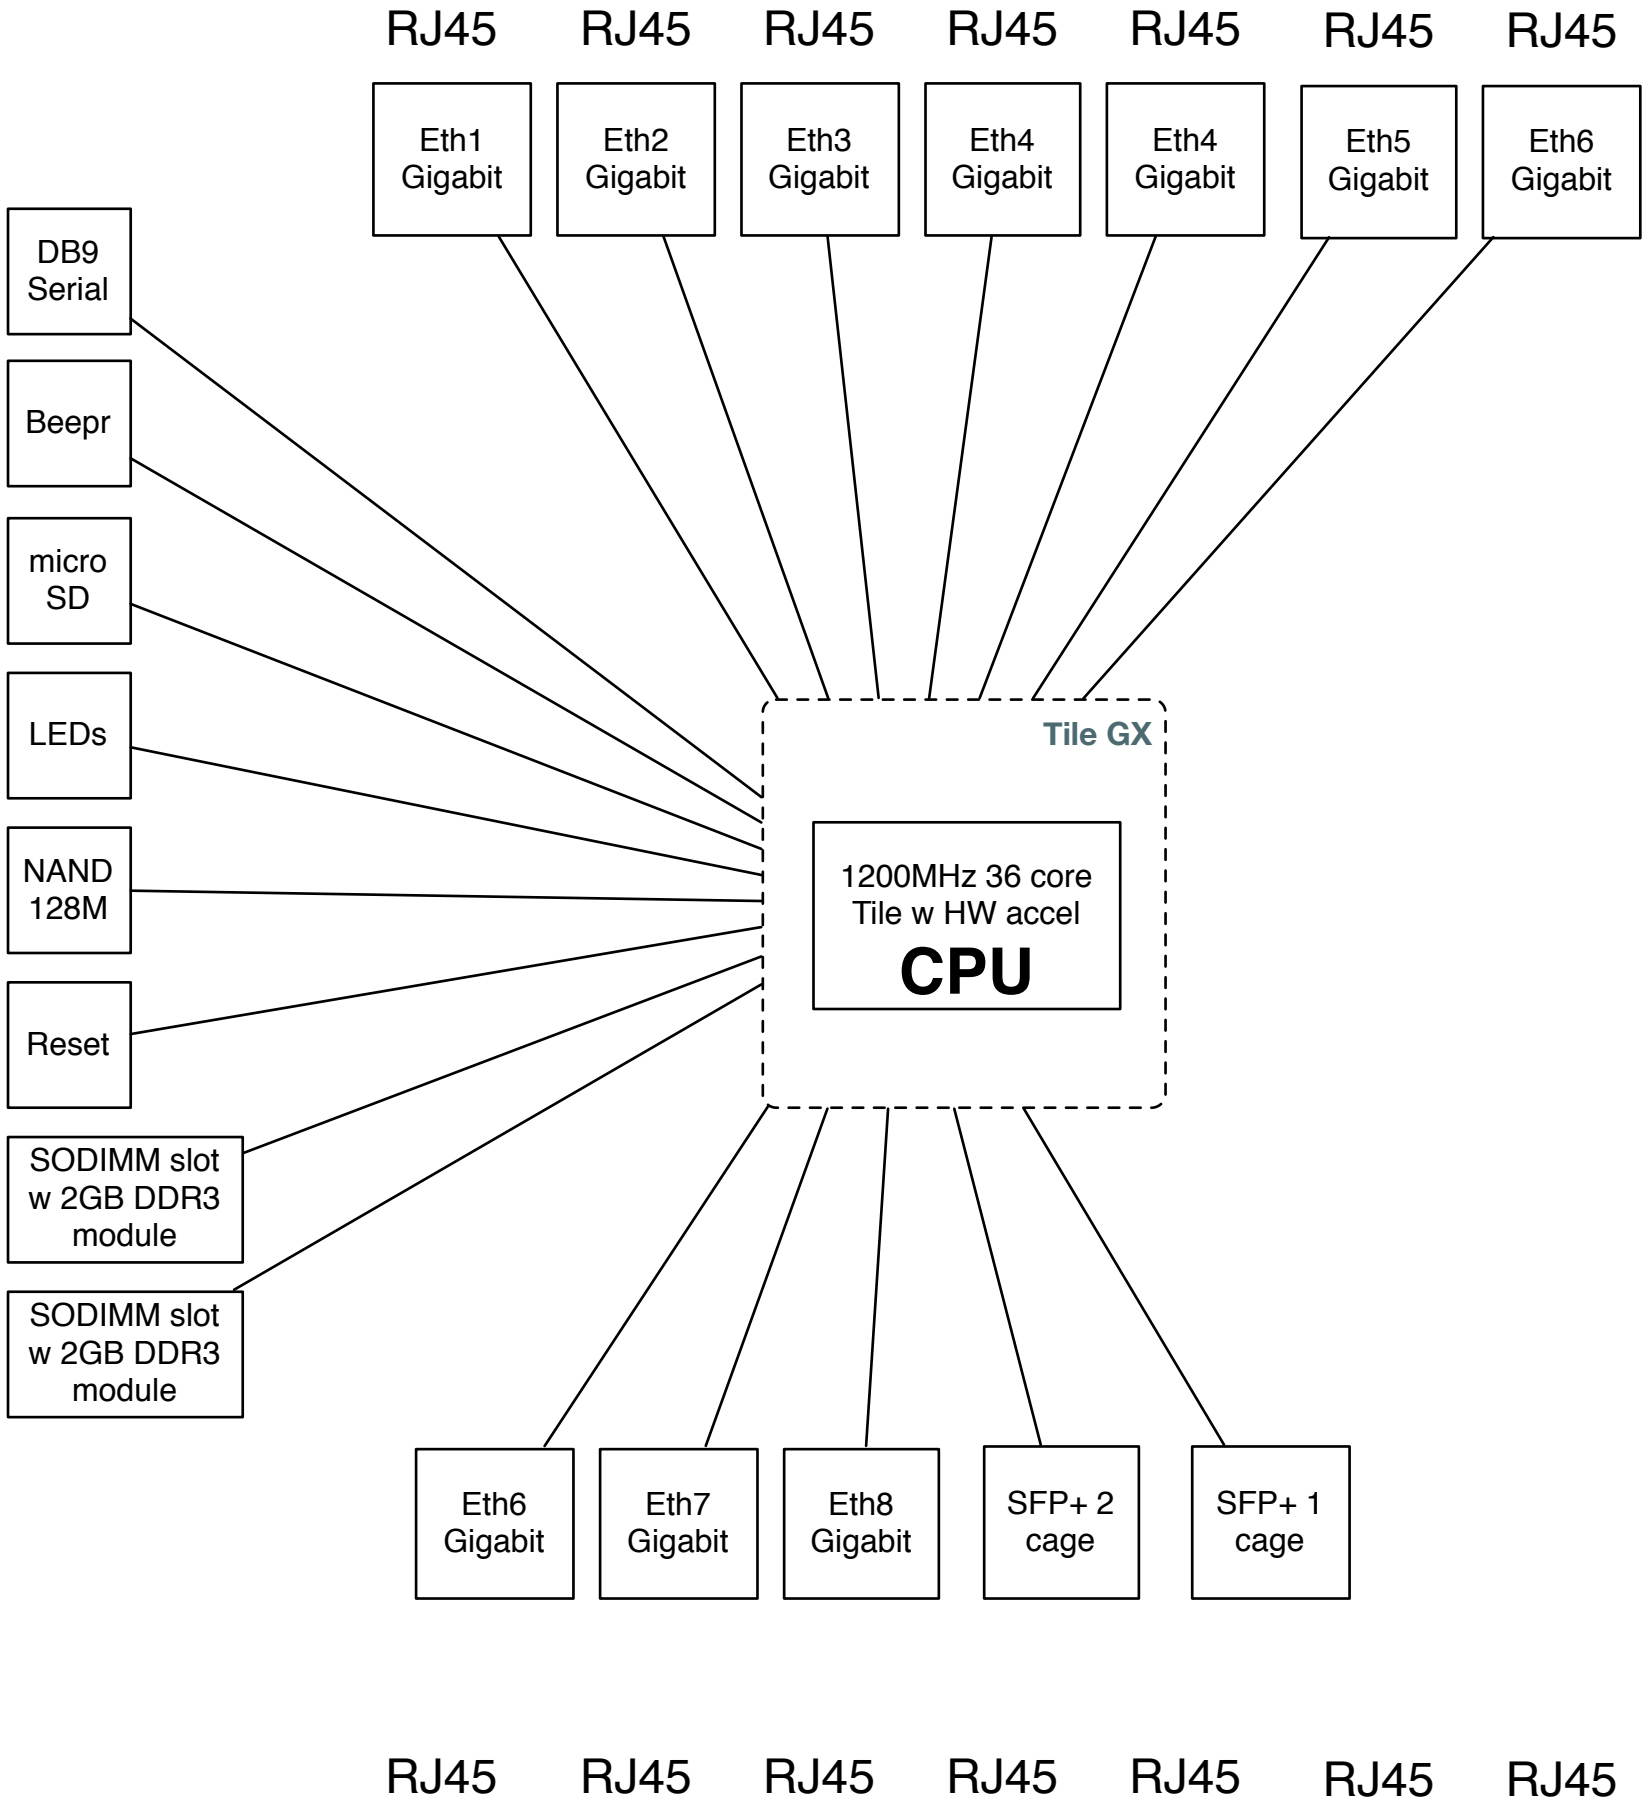 RJ45 RJ45 RJ45 RJ45 RJ45 RJ45 RJ45
Eth1
Gigabit
Eth2
Gigabit
Eth3
Gigabit
Eth4
Gigabit
Eth4
Gigabit
Eth5
Gigabit
Eth6
Gigabit
DB9
Serial
Beepr
micro
SD
LEDs
NAND
128M
Reset
SODIMM slot
w 2GB DDR3
module
SODIMM slot
w 2GB DDR3
module
Tile GX
1200MHz 36 core
Tile w HW accel
CPU
Eth6
Gigabit
Eth7
Gigabit
Eth8
Gigabit
SFP+ 2
cage
SFP+ 1
cage
RJ45 RJ45 RJ45 RJ45 RJ45 RJ45 RJ45